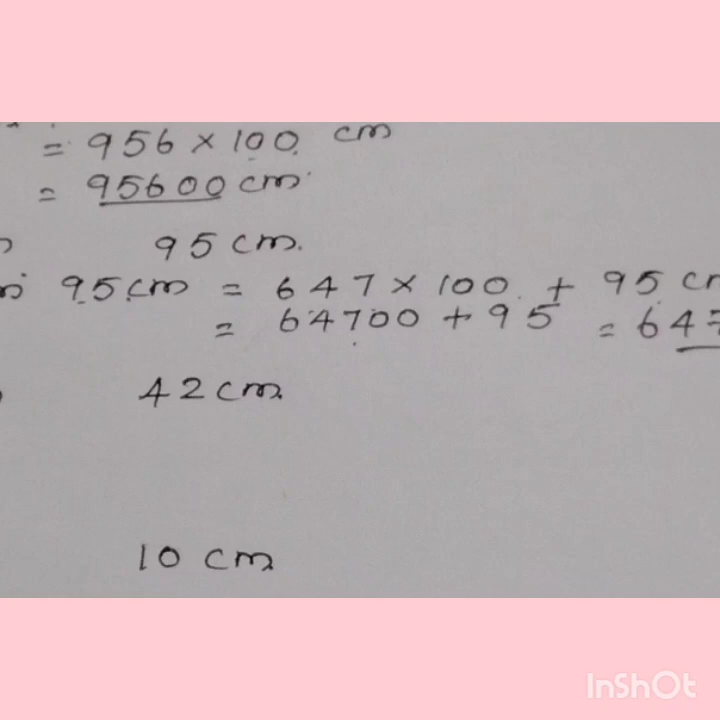 = 956 × 100 cm
= 95600 cm
95 cm.
95 cm = 647 × 100 + 95
= 64700 + 95 = 647
42 cm.
10 cm
InShOt